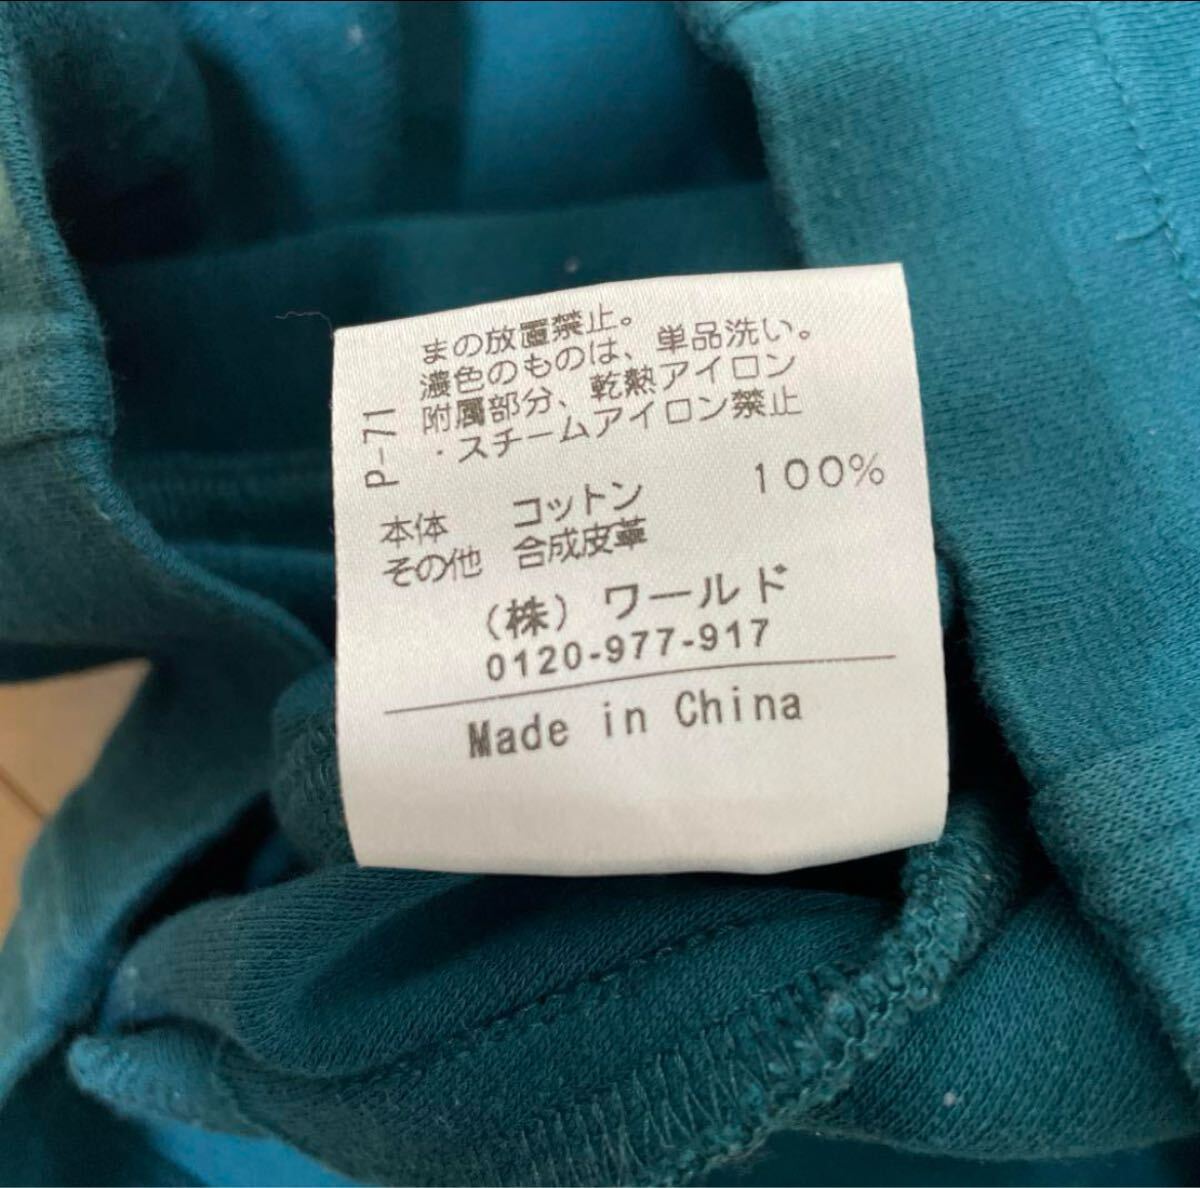 まの放置禁止。
濃色のものは、単品洗い。
附属部分、乾熱アイロン
・スチームアイロン禁止
P-71
本体 コットン 100%
その他 合成皮革
（株）ワールド
0120-977-917
Made in China